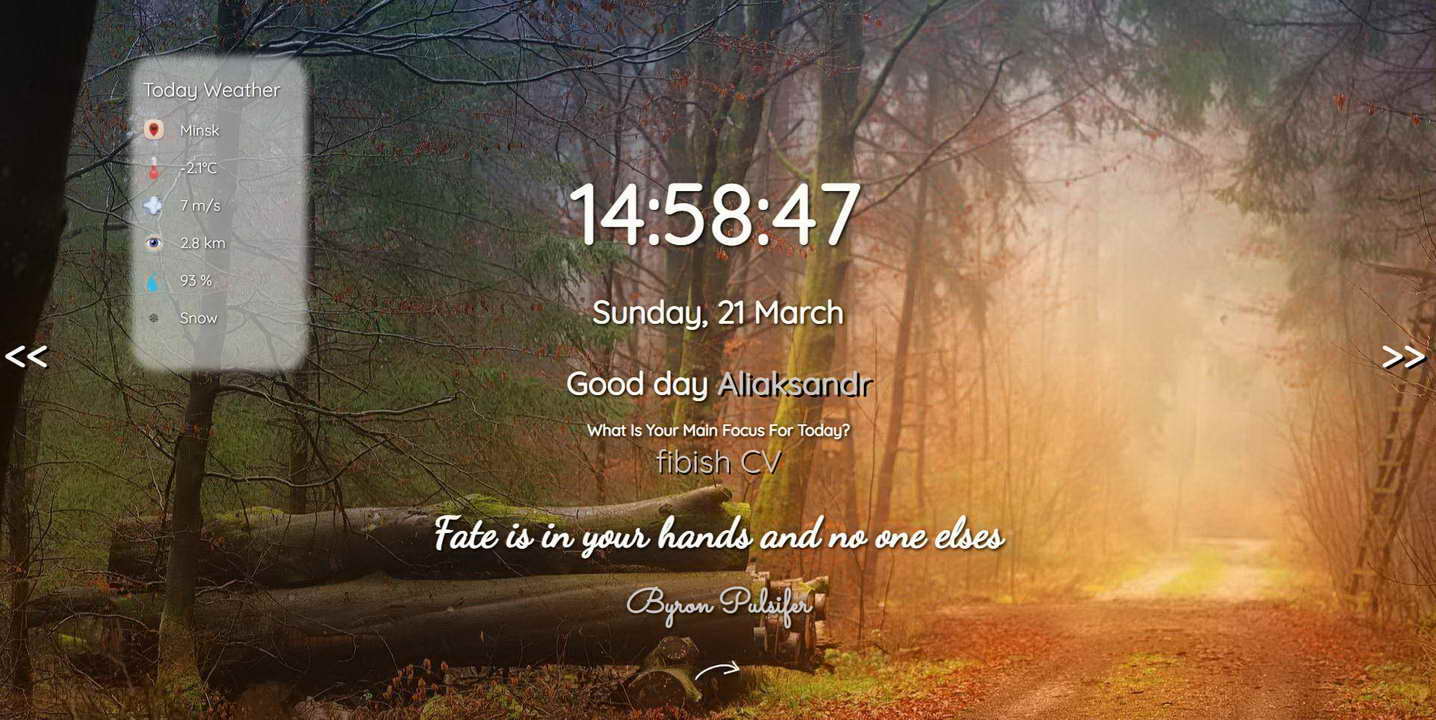 Today Weather
Minsk
-2.1°C
7 m/s
2.8 km
93 %
Snow
14:58:47
Sunday, 21 March
Good day Aliaksandr
What Is Your Main Focus For Today?
fibish CV
Fate is in your hands and no one elses
Byron Pulsifer
<<
>>